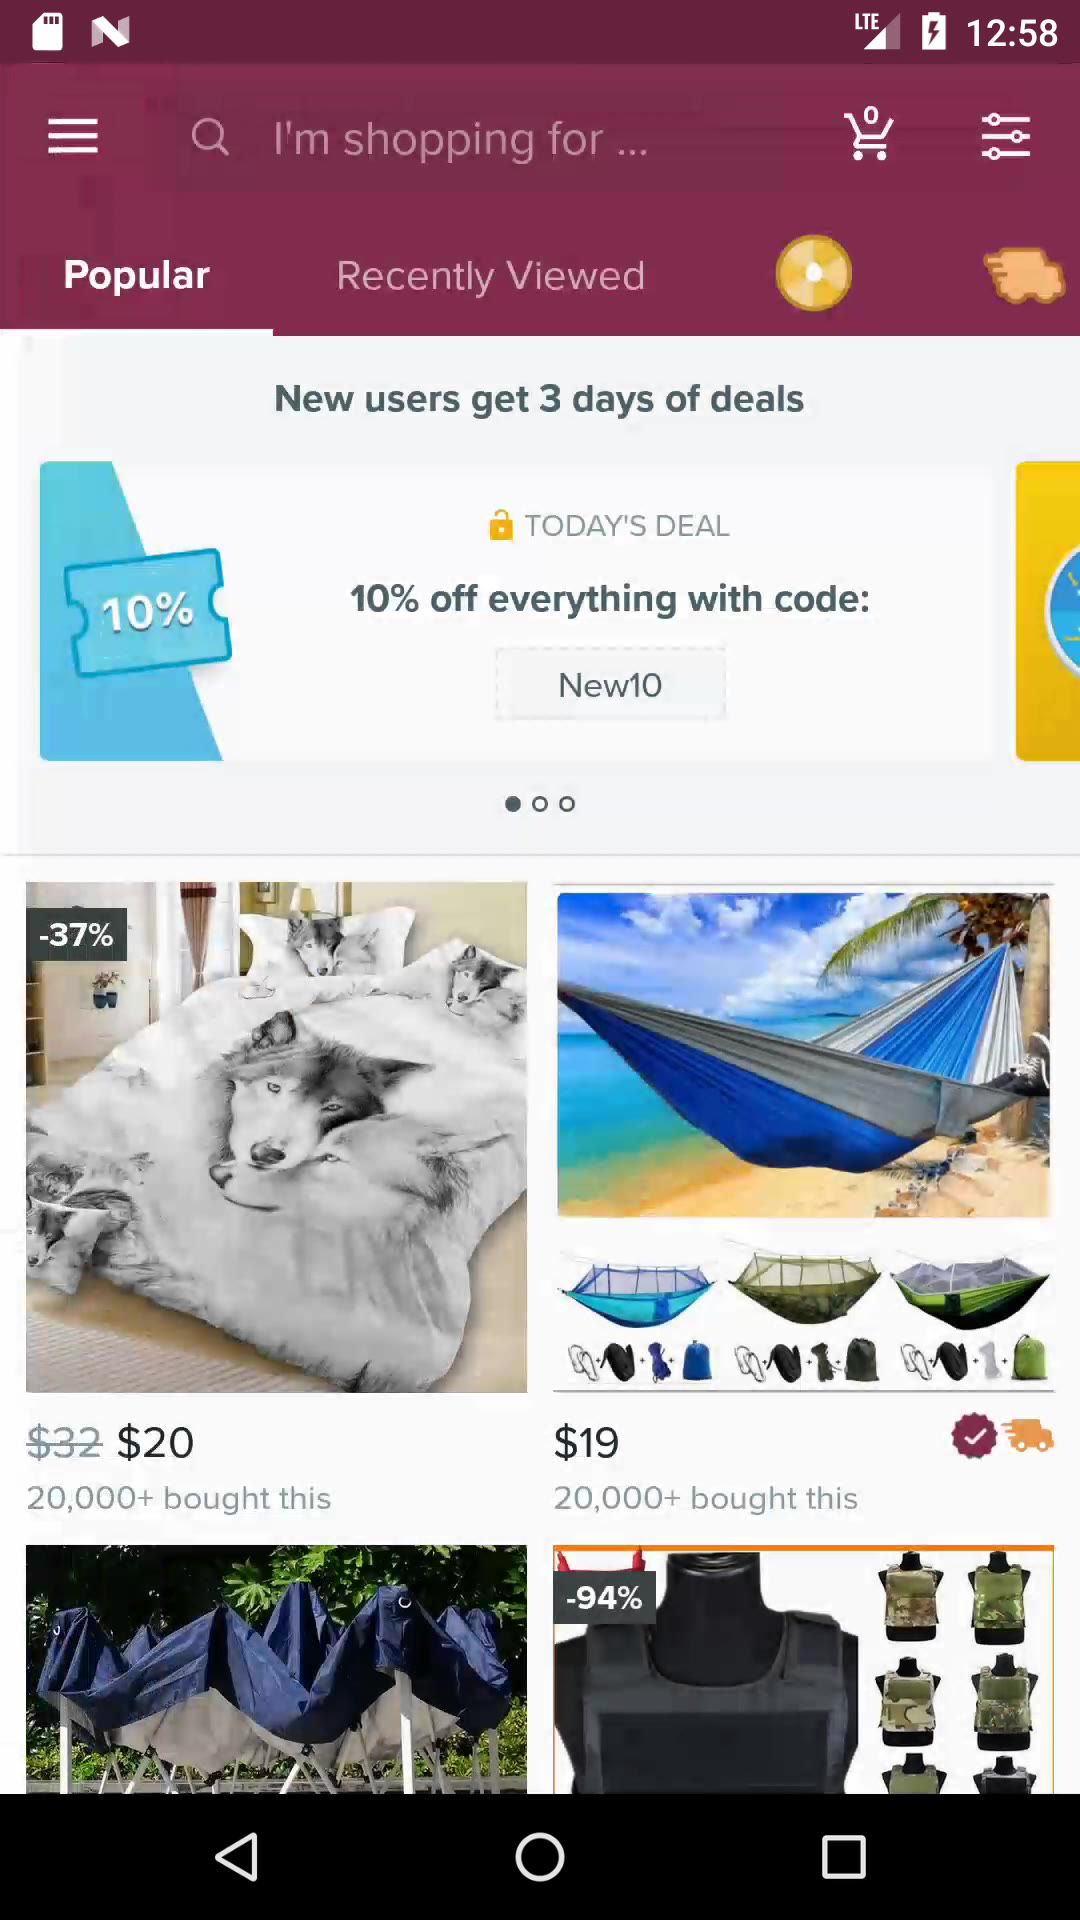 LTE 12:58
I'm shopping for ...
0
Popular
Recently Viewed
New users get 3 days of deals
TODAY'S DEAL
10%
10% off everything with code:
New10
-37%
$32 $20
20,000+ bought this
$19
20,000+ bought this
-94%